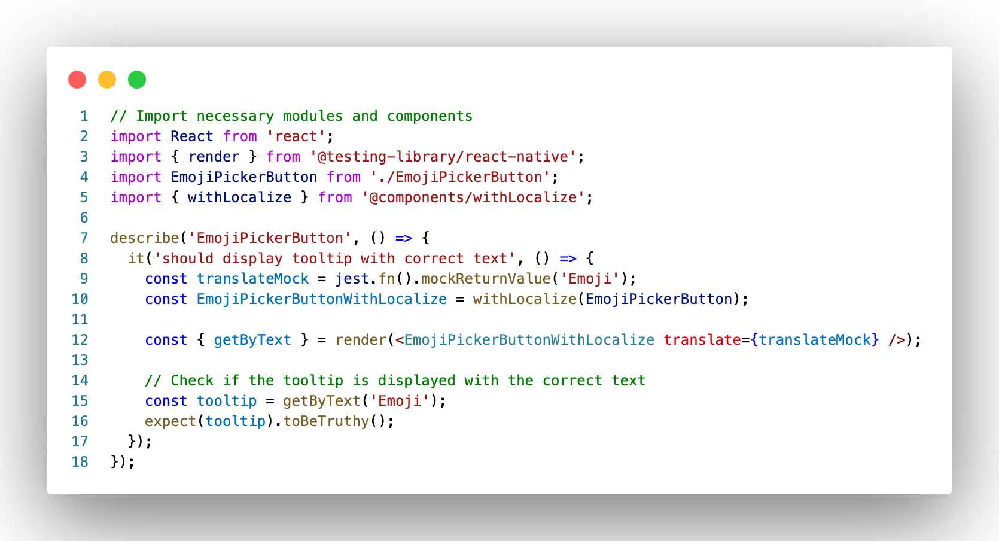 1 // Import necessary modules and components
2 import React from 'react';
3 import { render } from '@testing-library/react-native';
4 import EmojiPickerButton from './EmojiPickerButton';
5 import { withLocalize } from '@components/withLocalize';
6
7 describe('EmojiPickerButton', () => {
8   it('should display tooltip with correct text', () => {
9     const translateMock = jest.fn().mockReturnValue('Emoji');
10     const EmojiPickerButtonWithLocalize = withLocalize(EmojiPickerButton);
11
12     const { getByText } = render(<EmojiPickerButtonWithLocalize translate={translateMock} />);
13
14     // Check if the tooltip is displayed with the correct text
15     const tooltip = getByText('Emoji');
16     expect(tooltip).toBeTruthy();
17   });
18 });